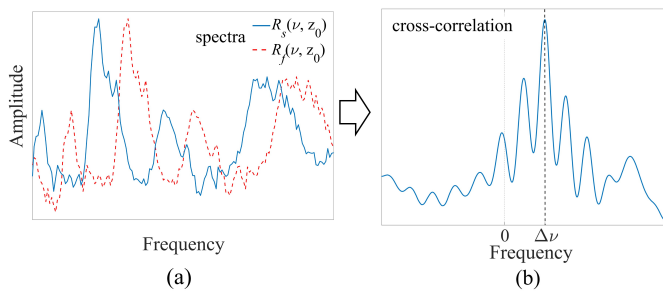 spectra
R_s(ν, z_0)
R_f(ν, z_0)
Amplitude
Frequency
(a)
cross-correlation
0 Δν
Frequency
(b)